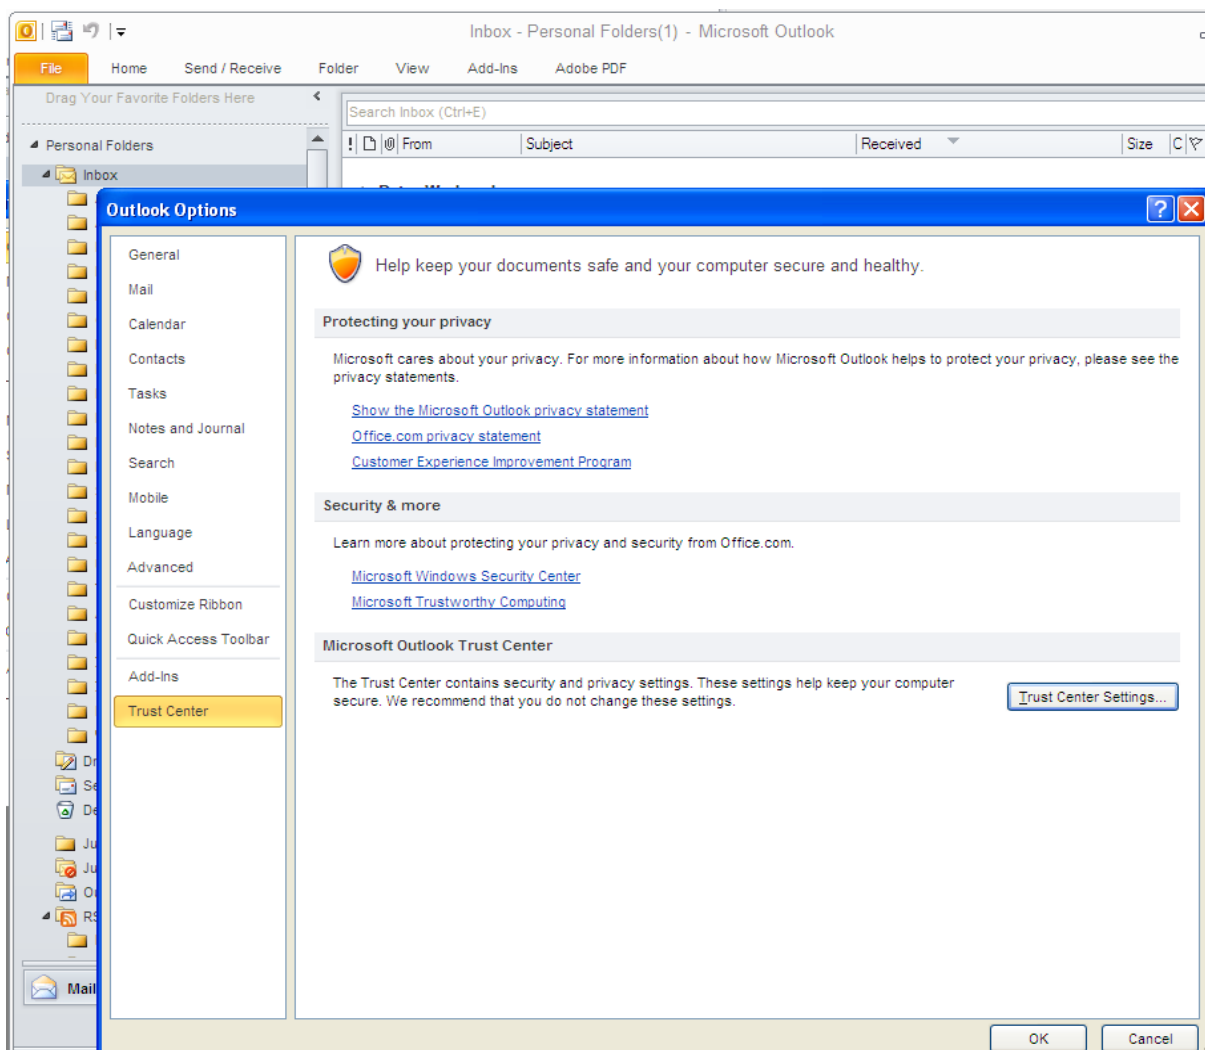 Inbox - Personal Folders(1) - Microsoft Outlook
File Home Send / Receive Folder View Add-Ins Adobe PDF
Drag Your Favorite Folders Here
Search Inbox (Ctrl+E)
Personal Folders
! From Subject Received Size C
Inbox
Outlook Options
General
Mail
Calendar
Contacts
Tasks
Notes and Journal
Search
Mobile
Language
Advanced
Customize Ribbon
Quick Access Toolbar
Add-Ins
Trust Center
Help keep your documents safe and your computer secure and healthy.
Protecting your privacy
Microsoft cares about your privacy. For more information about how Microsoft Outlook helps to protect your privacy, please see the
privacy statements.
Show the Microsoft Outlook privacy statement
Office.com privacy statement
Customer Experience Improvement Program
Security & more
Learn more about protecting your privacy and security from Office.com.
Microsoft Windows Security Center
Microsoft Trustworthy Computing
Microsoft Outlook Trust Center
The Trust Center contains security and privacy settings. These settings help keep your computer
secure. We recommend that you do not change these settings.
Trust Center Settings...
Dr
Se
De
Ju
Ju
RS
Mail
OK Cancel